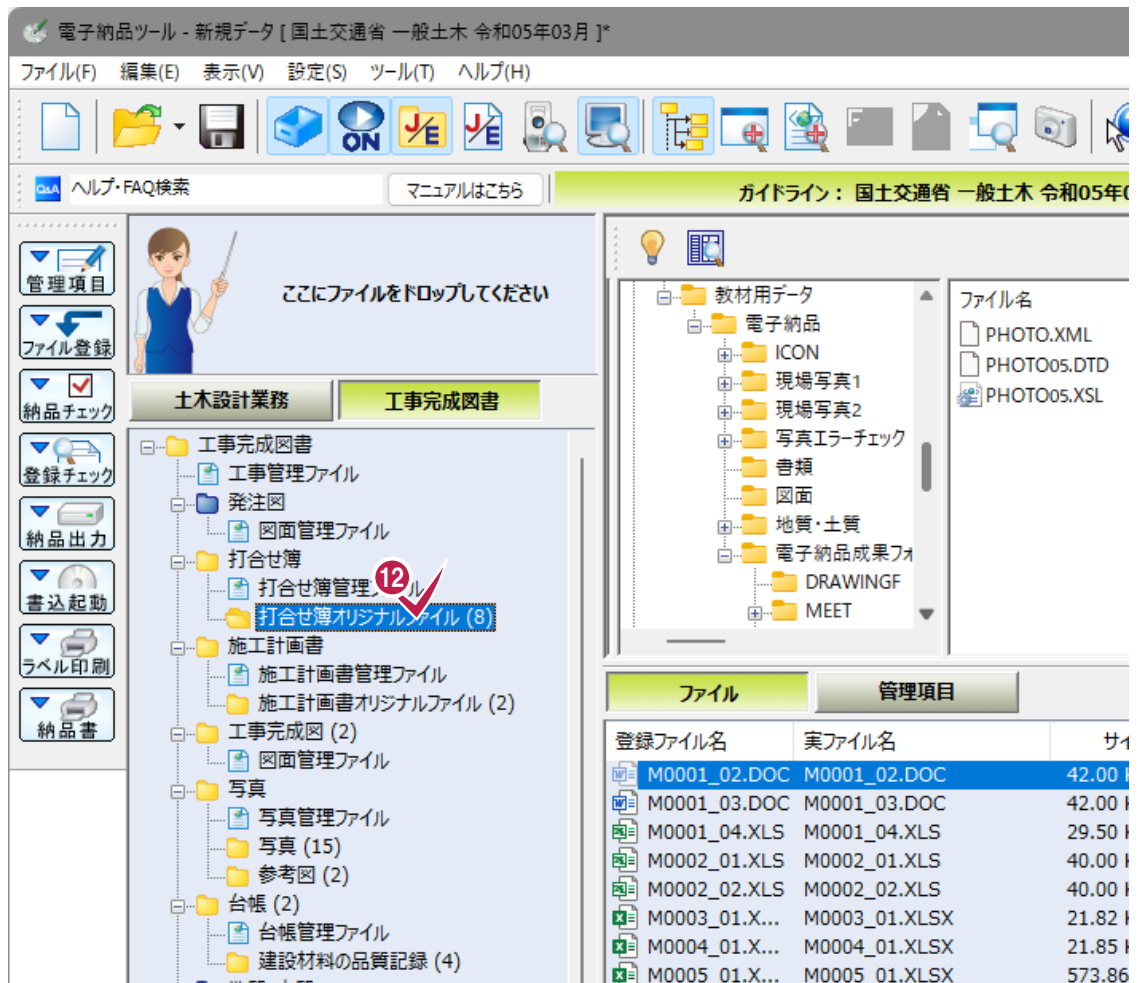 電子納品ツール - 新規データ [ 国土交通省 一般土木 令和05年03月 ]*
ファイル(F) 編集(E) 表示(V) 設定(S) ツール(T) ヘルプ(H)
ON
J/E
J/E
Q&A ヘルプ・FAQ検索
マニュアルはこちら
ガイドライン： 国土交通省 一般土木 令和05年
管理項目
ファイル登録
納品チェック
登録チェック
納品出力
書込起動
ラベル印刷
納品書
ここにファイルをドロップしてください
土木設計業務
工事完成図書
工事完成図書
工事管理ファイル
発注図
図面管理ファイル
打合せ簿
打合せ簿管理ファイル
12
打合せ簿オリジナルファイル (8)
施工計画書
施工計画書管理ファイル
施工計画書オリジナルファイル (2)
工事完成図 (2)
図面管理ファイル
写真
写真管理ファイル
写真 (15)
参考図 (2)
台帳 (2)
台帳管理ファイル
建設材料の品質記録 (4)
教材用データ
電子納品
ICON
現場写真1
現場写真2
写真エラーチェック
書類
図面
地質・土質
電子納品成果フォ
DRAWINGF
MEET
ファイル名
PHOTO.XML
PHOTO05.DTD
PHOTO05.XSL
ファイル
管理項目
登録ファイル名 実ファイル名 サイ
M0001_02.DOC M0001_02.DOC 42.00
M0001_03.DOC M0001_03.DOC 42.00
M0001_04.XLS M0001_04.XLS 29.50
M0002_01.XLS M0002_01.XLS 40.00
M0002_02.XLS M0002_02.XLS 40.00
M0003_01.X... M0003_01.XLSX 21.82
M0004_01.X... M0004_01.XLSX 21.85
M0005_01.X... M0005_01.XLSX 573.86